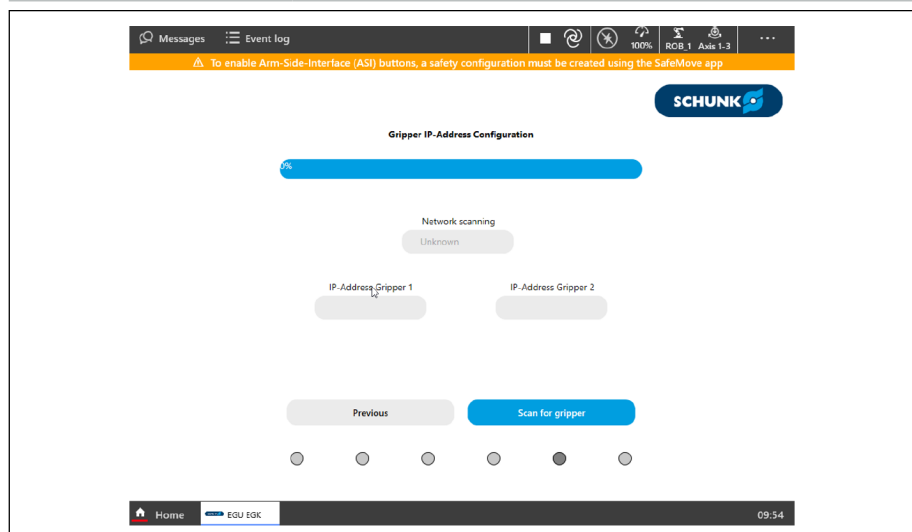 Messages Event log 100% ROB_1 Axis 1-3 ...
To enable Arm-Side-Interface (ASI) buttons, a safety configuration must be created using the SafeMove app
SCHUNK
Gripper IP-Address Configuration
0%
Network scanning
Unknown
IP-Address Gripper 1 IP-Address Gripper 2
Previous Scan for gripper
Home EGU EGK 09:54